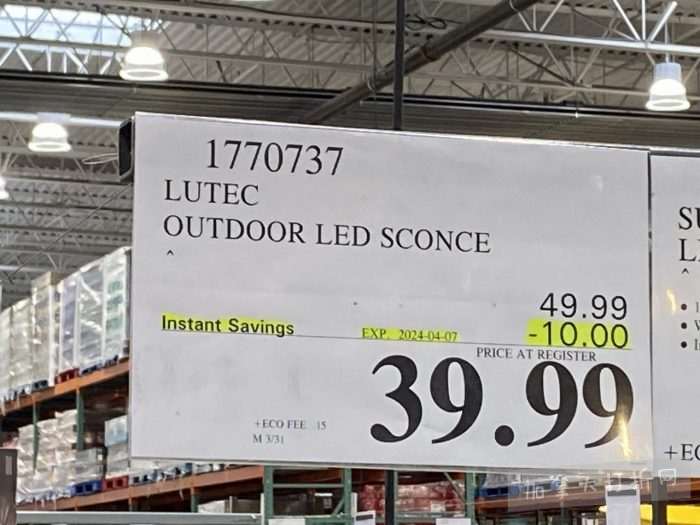 1770737
LUTEC
OUTDOOR LED SCONCE
^
49.99
Instant Savings EXP. 2024-04-07 -10.00
PRICE AT REGISTER
39.99
+ECO FEE .15
M 3/31
^